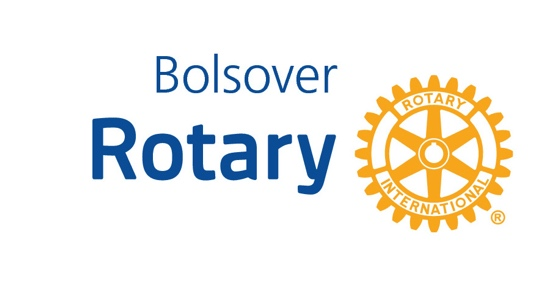 Bolsover
Rotary
ROTARY
INTERNATIONAL
®